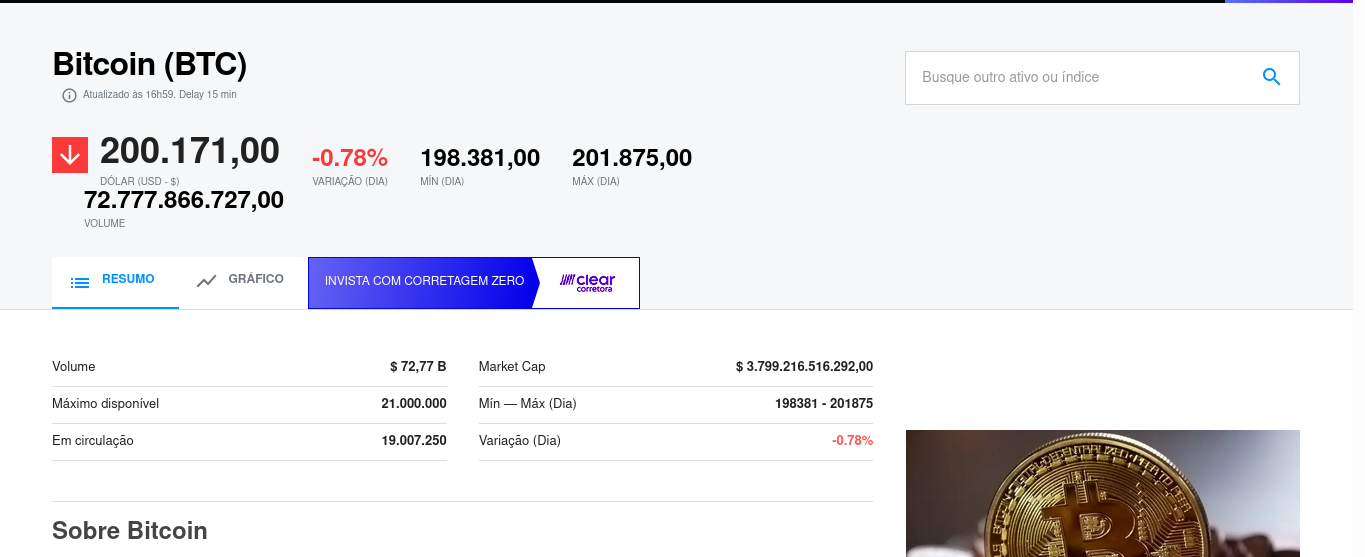 Bitcoin (BTC)
Busque outro ativo ou índice
Atualizado às 16h59. Delay 15 min
200.171,00
-0.78%
198.381,00
201.875,00
DÓLAR (USD - $)
VARIAÇÃO (DIA)
MÍN (DIA)
MÁX (DIA)
72.777.866.727,00
VOLUME
RESUMO
GRÁFICO
INVISTA COM CORRETAGEM ZERO
clear
corretora
Volume
$ 72,77 B
Market Cap
$ 3.799.216.516.292,00
Máximo disponível
21.000.000
Mín — Máx (Dia)
198381 - 201875
Em circulação
19.007.250
Variação (Dia)
-0.78%
Sobre Bitcoin